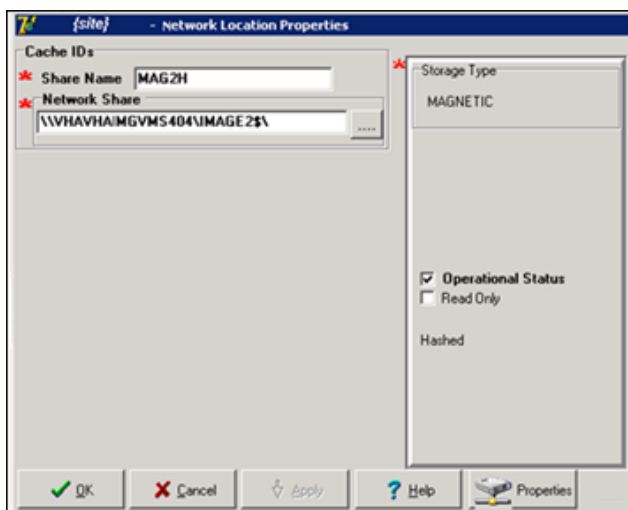 {site} - Network Location Properties
Cache IDs
* Share Name MAG2H
* Network Share
\\VHAVHAIMGVMS404\IMAGE2$\ ....
* Storage Type
MAGNETIC
Operational Status
Read Only
Hashed
OK Cancel Apply Help Properties